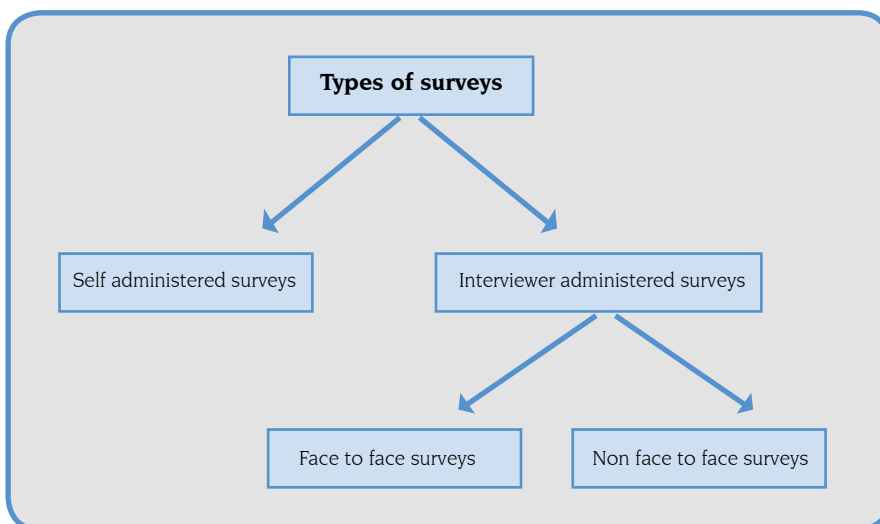 Types of surveys
Self administered surveys
Interviewer administered surveys
Face to face surveys
Non face to face surveys